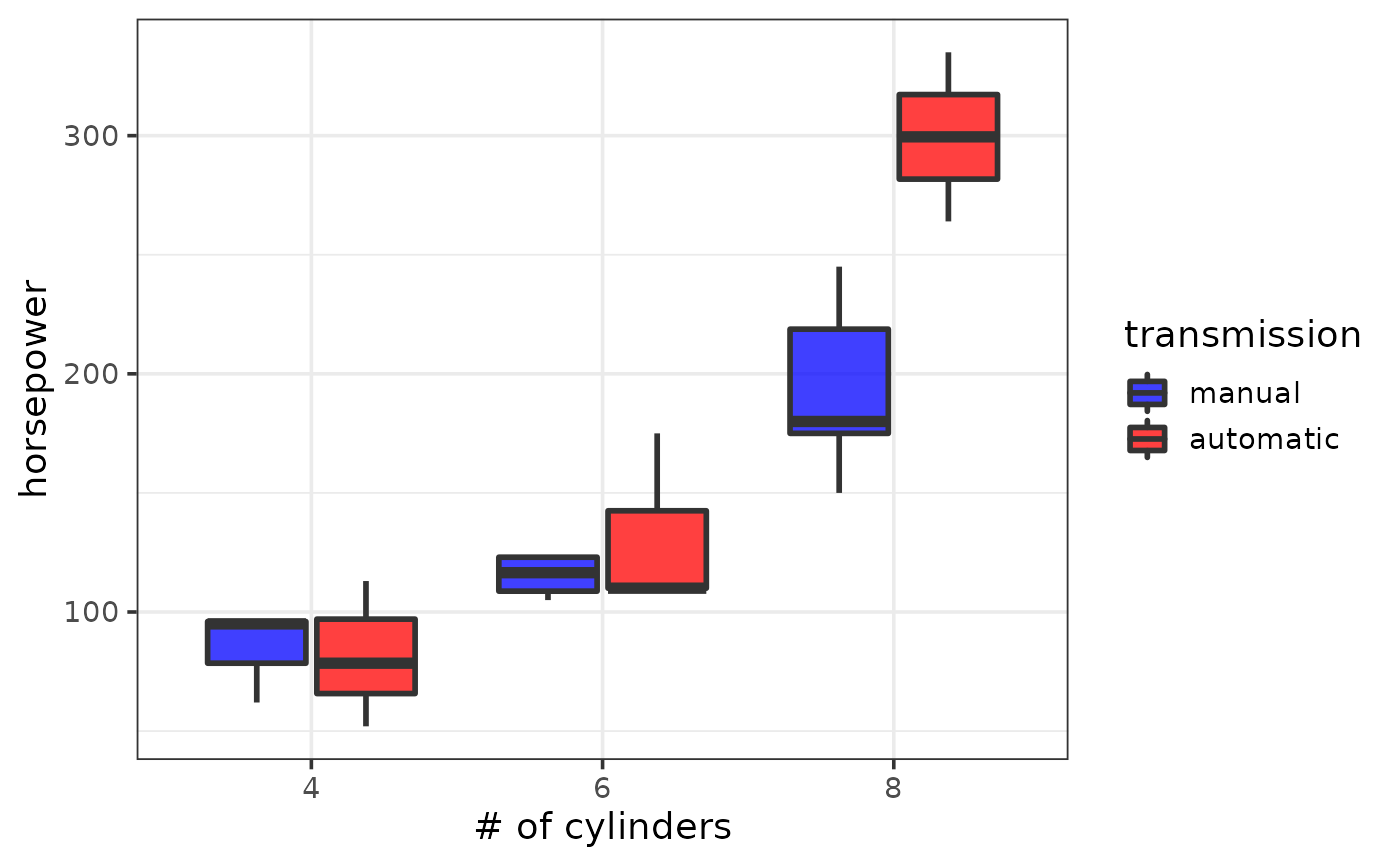 horsepower
300
200
100
4 6 8
# of cylinders
transmission
manual
automatic